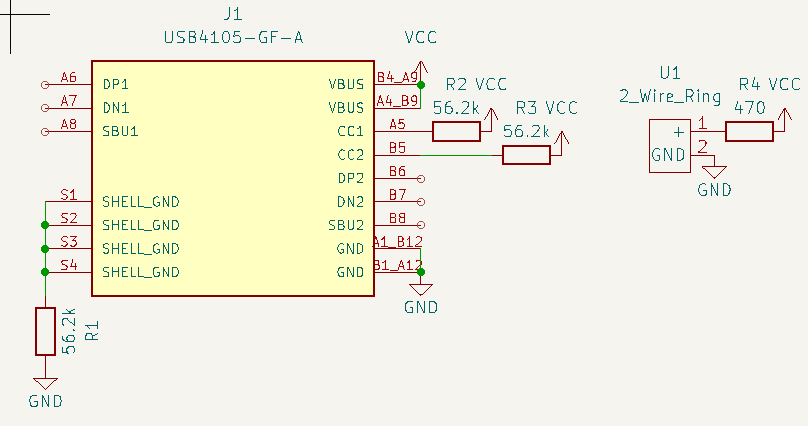 J1
USB4105-GF-A
VCC
A6 DP1 VBUS B4_A9
A7 DN1 VBUS A4_B9
A8 SBU1 CC1 A5
CC2 B5
DP2 B6
S1 SHELL_GND DN2 B7
S2 SHELL_GND SBU2 B8
S3 SHELL_GND GND A1_B12
S4 SHELL_GND GND B1_A12
R2 VCC
56.2k
R3 VCC
56.2k
GND
56.2k
R1
GND
U1
2_Wire_Ring
+ 1
GND 2
R4 VCC
470
GND